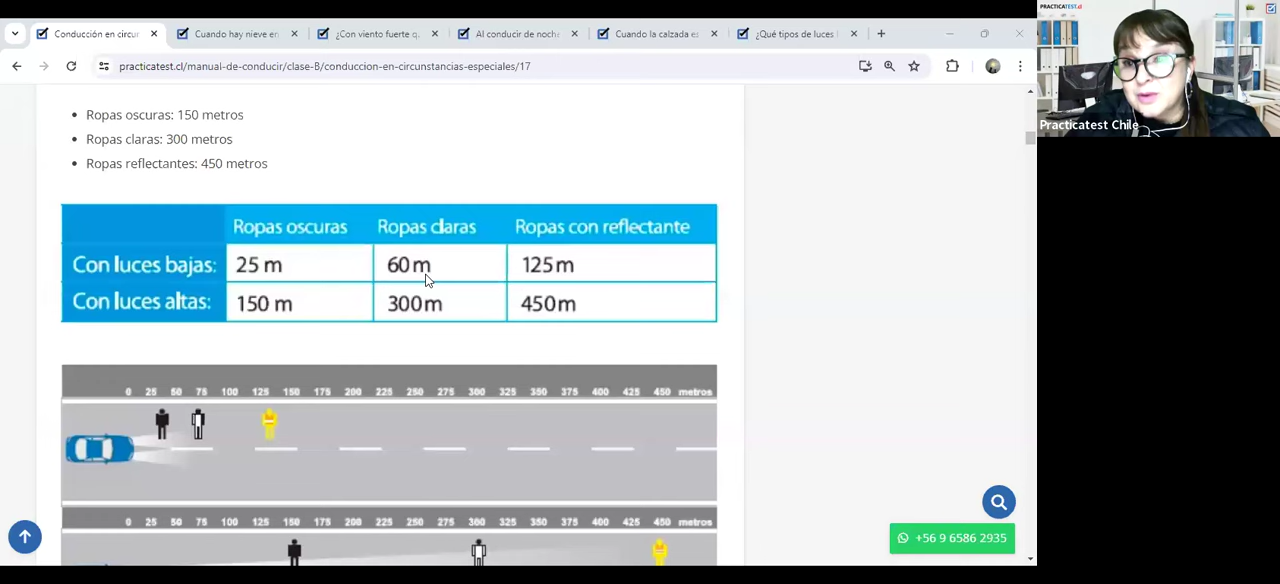 Conducción en circur
Cuando hay nieve en
¿Con viento fuerte q
Al conducir de noche
Cuando la calzada e
¿Qué tipos de luces l
practicatest.cl/manual-de-conducir/clase-B/conduccion-en-circunstancias-especiales/17
PRACTICATEST.cl
Practicatest Chile
Ropas oscuras: 150 metros
Ropas claras: 300 metros
Ropas reflectantes: 450 metros
Ropas oscuras Ropas claras Ropas con reflectante
Con luces bajas: 25 m 60 m 125 m
Con luces altas: 150 m 300 m 450 m
0 25 50 75 100 125 150 175 200 225 250 275 300 325 350 375 400 425 450 metros
0 25 50 75 100 125 150 175 200 225 250 275 300 325 350 375 400 425 450 metros
+56 9 6586 2935